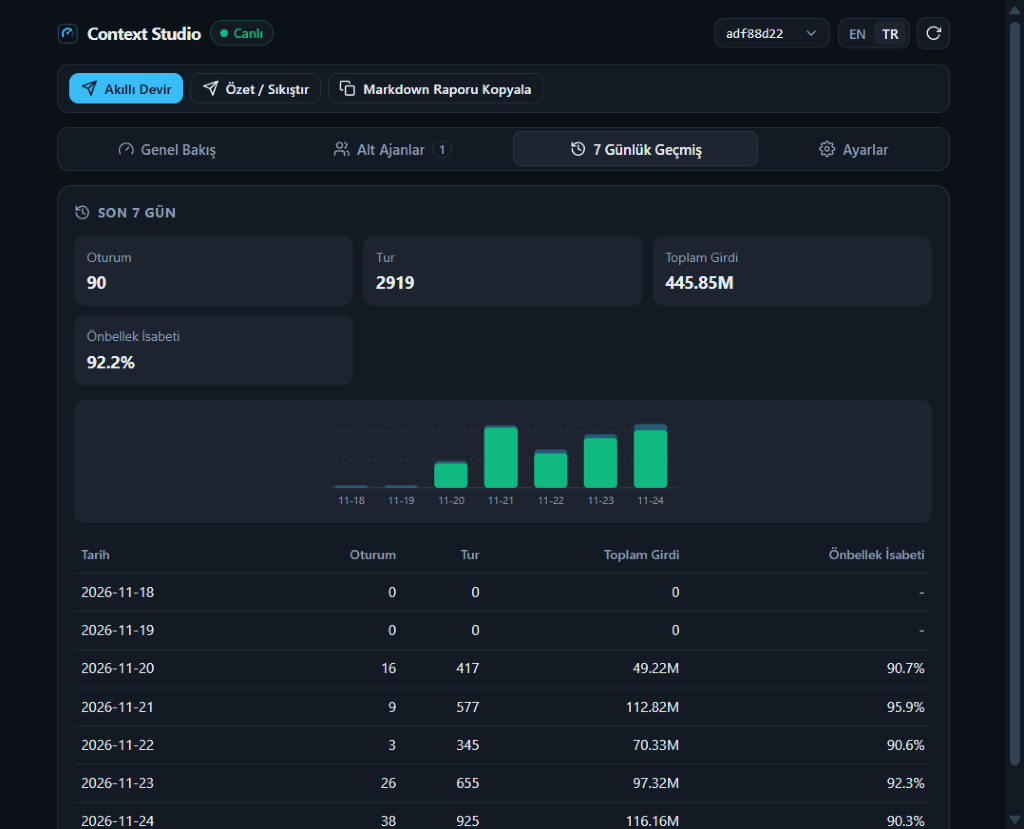 Context Studio Canlı adf88d22 EN TR
Akıllı Devir Özet / Sıkıştır Markdown Raporu Kopyala
Genel Bakış Alt Ajanlar 1 7 Günlük Geçmiş Ayarlar
SON 7 GÜN
Oturum Tur Toplam Girdi
90 2919 445.85M
Önbellek İsabeti
92.2%
11-18 11-19 11-20 11-21 11-22 11-23 11-24
Tarih Oturum Tur Toplam Girdi Önbellek İsabeti
2026-11-18 0 0 0 -
2026-11-19 0 0 0 -
2026-11-20 16 417 49.22M 90.7%
2026-11-21 9 577 112.82M 95.9%
2026-11-22 3 345 70.33M 90.6%
2026-11-23 26 655 97.32M 92.3%
2026-11-24 38 925 116.16M 90.3%